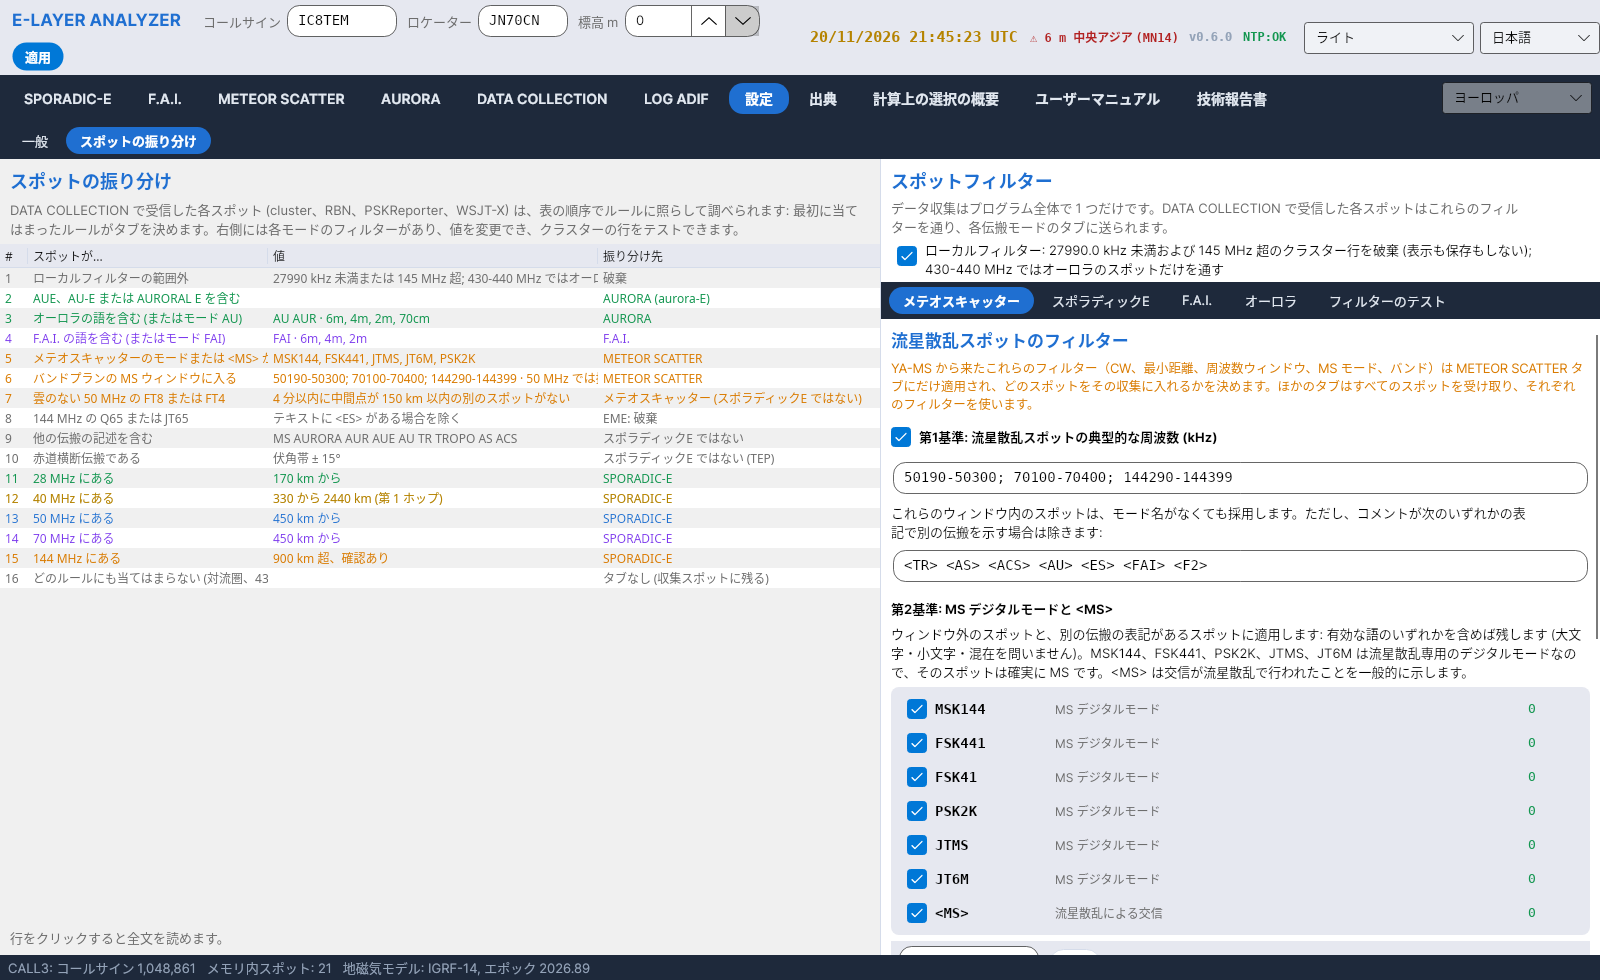 E-LAYER ANALYZER コールサイン IC8TEM ロケーター JN70CN 標高 m 0
適用
20/11/2026 21:45:23 UTC ⚠ 6 m 中央アジア (MN14) v0.6.0 NTP:OK ライト 日本語
SPORADIC-E F.A.I. METEOR SCATTER AURORA DATA COLLECTION LOG ADIF 設定 出典 計算上の選択の概要 ユーザーマニュアル 技術報告書 ヨーロッパ
一般 スポットの振り分け
スポットの振り分け
DATA COLLECTION で受信した各スポット (cluster、RBN、PSKReporter、WSJT-X) は、表の順序でルールに照らして調べられます: 最初に当て
はまったルールがタブを決めます。右側には各モードのフィルターがあり、値を変更でき、クラスターの行をテストできます。
# スポットが... 値 振り分け先
1 ローカルフィルターの範囲外 27990 kHz 未満または 145 MHz 超; 430-440 MHz ではオーロ 破棄
2 AUE、AU-E または AURORAL E を含む AURORA (aurora-E)
3 オーロラの語を含む (またはモード AU) AU AUR · 6m, 4m, 2m, 70cm AURORA
4 F.A.I. の語を含む (またはモード FAI) FAI · 6m, 4m, 2m F.A.I.
5 メテオスキャッターのモードまたは <MS> が MSK144, FSK441, JTMS, JT6M, PSK2K METEOR SCATTER
6 バンドプランの MS ウィンドウに入る 50190-50300; 70100-70400; 144290-144399 · 50 MHz では METEOR SCATTER
7 雲のない 50 MHz の FT8 または FT4 4 分以内に中間点が 150 km 以内の別のスポットがない メテオスキャッター (スポラディックE ではない)
8 144 MHz の Q65 または JT65 テキストに <ES> がある場合を除く EME: 破棄
9 他の伝搬の記述を含む MS AURORA AUR AUE AU TR TROPO AS ACS スポラディックE ではない
10 赤道横断伝搬である 伏角帯 ± 15° スポラディックE ではない (TEP)
11 28 MHz にある 170 km から SPORADIC-E
12 40 MHz にある 330 から 2440 km (第 1 ホップ) SPORADIC-E
13 50 MHz にある 450 km から SPORADIC-E
14 70 MHz にある 450 km から SPORADIC-E
15 144 MHz にある 900 km 超、確認あり SPORADIC-E
16 どのルールにも当てはまらない (対流圏、43 タブなし (収集スポットに残る)
行をクリックすると全文を読めます。
スポットフィルター
データ収集はプログラム全体で 1 つだけです。DATA COLLECTION で受信した各スポットはこれらのフィル
ターを通り、各伝搬モードのタブに送られます。
ローカルフィルター: 27990.0 kHz 未満および 145 MHz 超のクラスター行を破棄 (表示も保存もしない);
430-440 MHz ではオーロラのスポットだけを通す
メテオスキャッター スポラディックE F.A.I. オーロラ フィルターのテスト
流星散乱スポットのフィルター
YA-MS から来たこれらのフィルター（CW、最小距離、周波数ウィンドウ、MS モード、バンド）は METEOR SCATTER タ
ブにだけ適用され、どのスポットをその収集に入れるかを決めます。ほかのタブはすべてのスポットを受け取り、それぞれ
のフィルターを使います。
第1基準: 流星散乱スポットの典型的な周波数 (kHz)
50190-50300; 70100-70400; 144290-144399
これらのウィンドウ内のスポットは、モード名がなくても採用します。ただし、コメントが次のいずれかの表
記で別の伝搬を示す場合は除きます:
<TR> <AS> <ACS> <AU> <ES> <FAI> <F2>
第2基準: MS デジタルモードと <MS>
ウィンドウ外のスポットと、別の伝搬の表記があるスポットに適用します: 有効な語のいずれかを含めば残します (大文
字・小文字・混在を問いません)。MSK144、FSK441、PSK2K、JTMS、JT6M は流星散乱専用のデジタルモードなの
で、そのスポットは確実に MS です。<MS> は交信が流星散乱で行われたことを一般的に示します。
MSK144 MS デジタルモード 0
FSK441 MS デジタルモード 0
FSK41 MS デジタルモード 0
PSK2K MS デジタルモード 0
JTMS MS デジタルモード 0
JT6M MS デジタルモード 0
<MS> 流星散乱による交信 0
CALL3: コールサイン 1,048,861 メモリ内スポット: 21 地磁気モデル: IGRF-14, エポック 2026.89